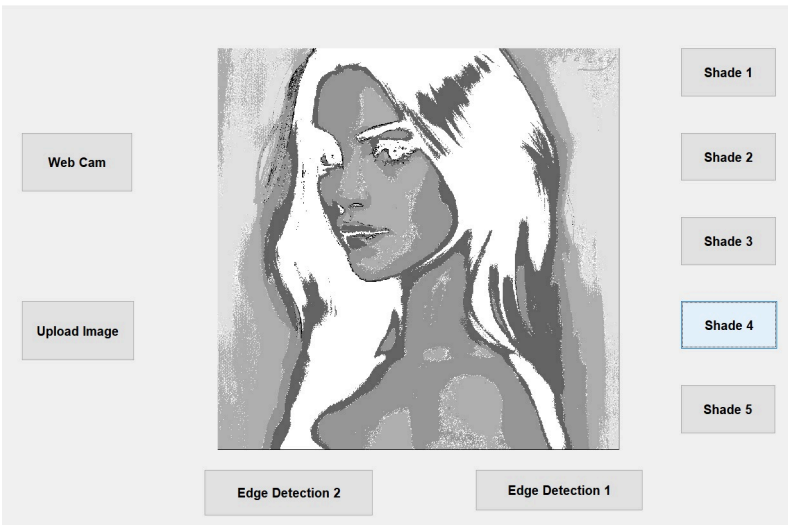 Web Cam
Upload Image
Shade 1
Shade 2
Shade 3
Shade 4
Shade 5
Edge Detection 2
Edge Detection 1